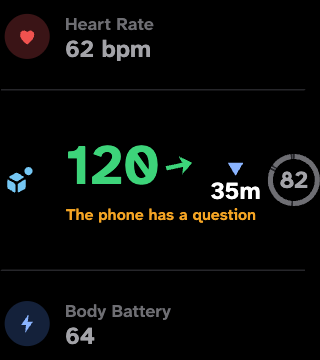 Heart Rate
62 bpm
120
35m
82
The phone has a question
Body Battery
64